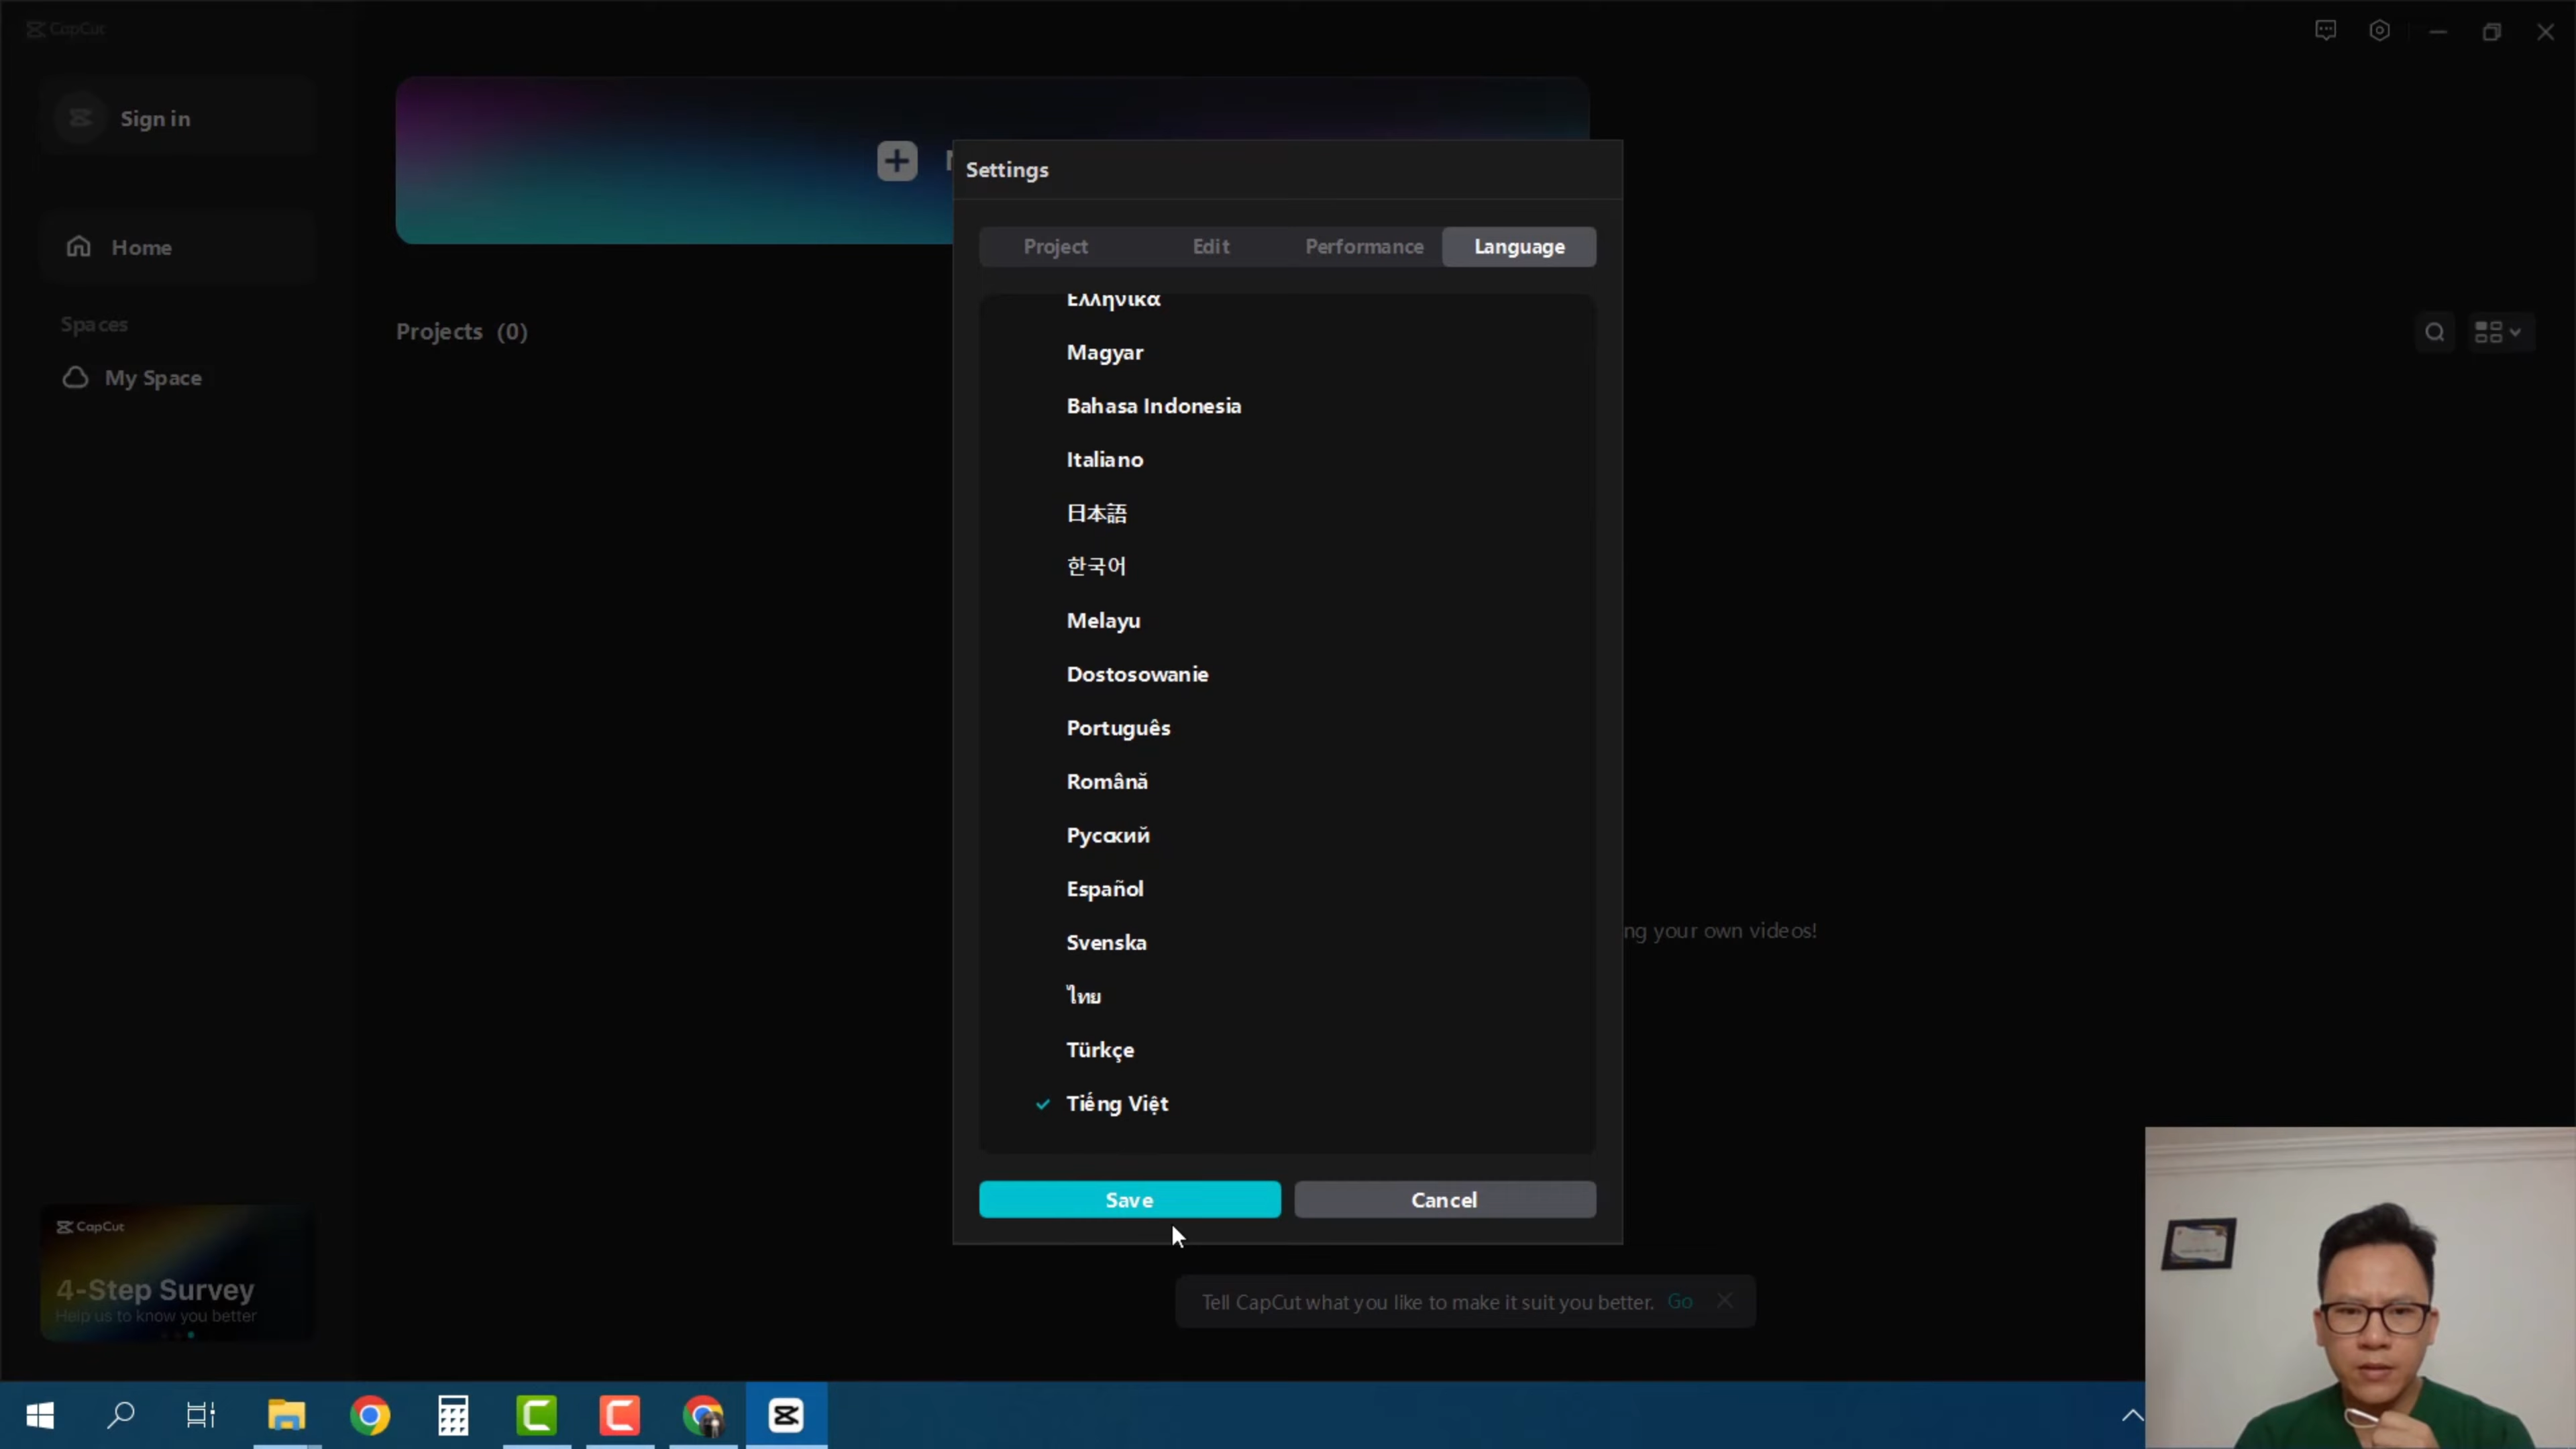 CapCut
Sign in
Home
Spaces
My Space
Projects (0)
Settings
Project
Edit
Performance
Language
Ελληνικά
Magyar
Bahasa Indonesia
Italiano
日本語
한국어
Melayu
Dostosowanie
Português
Română
Русский
Español
Svenska
ไทย
Türkçe
Tiếng Việt
Save
Cancel
ng your own videos!
Tell CapCut what you like to make it suit you better. Go
CapCut
4-Step Survey
Help us to know you better